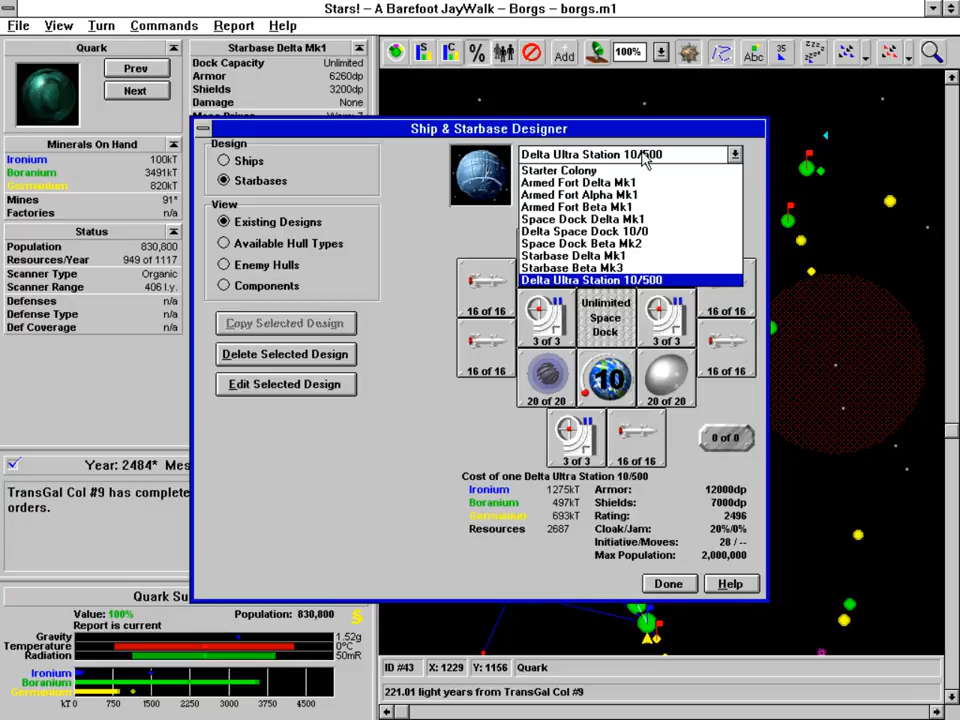 Stars! – A Barefoot JayWalk – Borgs – borgs.m1
File View Turn Commands Report Help
Quark
Prev
Next
Minerals On Hand
Ironium 100kT
Boranium 3491kT
Germanium 820kT
Mines 91*
Factories n/a
Status
Population 830,800
Resources/Year 949 of 1117
Scanner Type Organic
Scanner Range 406 l.y.
Defenses n/a
Defense Type n/a
Def Coverage n/a
Starbase Delta Mk1
Dock Capacity Unlimited
Armor 6260dp
Shields 3200dp
Damage None
S C % Add 100% Abc 35 zzz
Ship & Starbase Designer
Design
Ships
Starbases
View
Existing Designs
Available Hull Types
Enemy Hulls
Components
Copy Selected Design
Delete Selected Design
Edit Selected Design
Delta Ultra Station 10/500
Starter Colony
Armed Fort Delta Mk1
Armed Fort Alpha Mk1
Armed Fort Beta Mk1
Space Dock Delta Mk1
Delta Space Dock 10/0
Space Dock Beta Mk2
Starbase Delta Mk1
Starbase Beta Mk3
Delta Ultra Station 10/500
16 of 16
16 of 16
3 of 3
Unlimited
Space
Dock
3 of 3
16 of 16
16 of 16
20 of 20
10
20 of 20
3 of 3
16 of 16
0 of 0
Cost of one Delta Ultra Station 10/500
Ironium 1275kT
Boranium 497kT
Germanium 693kT
Resources 2687
Armor: 12000dp
Shields: 7000dp
Rating: 2496
Cloak/Jam: 20%/0%
Initiative/Moves: 28 / --
Max Population: 2,000,000
Done
Help
Year: 2484* Mes
TransGal Col #9 has complete
orders.
Quark Su
Value: 100% Population: 830,800
Report is current
Gravity 1.52g
Temperature 0°C
Radiation 50mR
Ironium
Boranium
Germanium
kT 0 750 1500 2250 3000 3750 4500
ID #43 X: 1229 Y: 1156 Quark
221.01 light years from TransGal Col #9